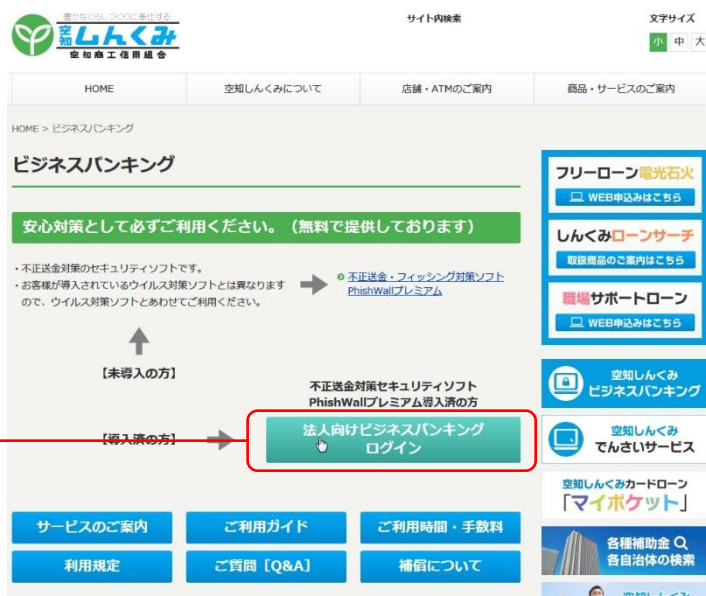 豊かなくらしづくりに奉仕する
空知しんくみ
空知商工信用組合
サイト内検索
文字サイズ
小 中 大
HOME
空知しんくみについて
店舗・ATMのご案内
商品・サービスのご案内
HOME > ビジネスバンキング
ビジネスバンキング
安心対策として必ずご利用ください。（無料で提供しております）
・不正送金対策のセキュリティソフトです。
・お客様が導入されているウイルス対策ソフトとは異なります
ので、ウイルス対策ソフトとあわせてご利用ください。
不正送金・フィッシング対策ソフト
PhishWallプレミアム
【未導入の方】
不正送金対策セキュリティソフト
PhishWallプレミアム導入済の方
【導入済の方】
法人向けビジネスバンキング
ログイン
サービスのご案内
ご利用ガイド
ご利用時間・手数料
利用規定
ご質問［Q&A］
補償について
フリーローン電光石火
WEB申込みはこちら
しんくみローンサーチ
取扱商品のご案内はこちら
職場サポートローン
WEB申込みはこちら
空知しんくみ
ビジネスバンキング
空知しんくみ
でんさいサービス
空知しんくみカードローン
「マイポケット」
各種補助金
各自治体の検索